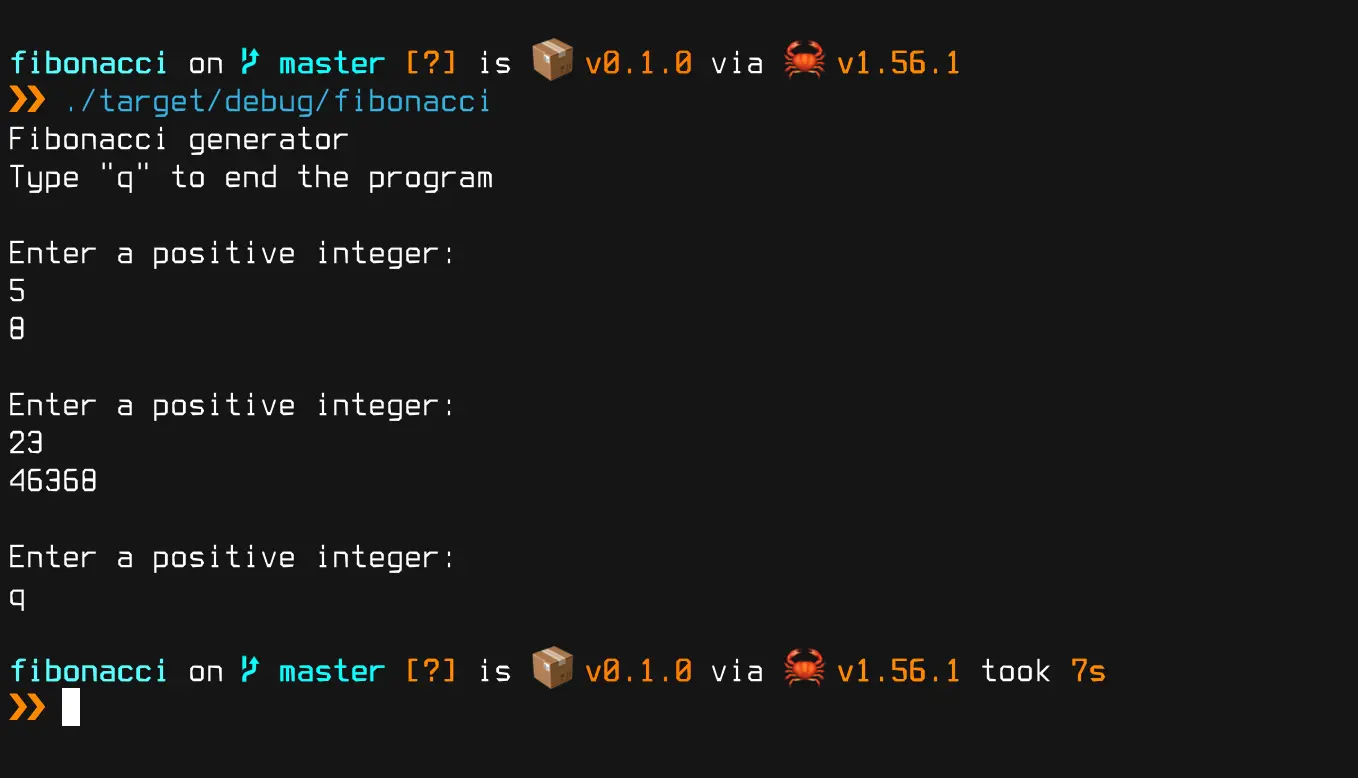 fibonacci on master [?] is 📦 v0.1.0 via 🦀 v1.56.1
❯❯ ./target/debug/fibonacci
Fibonacci generator
Type "q" to end the program
Enter a positive integer:
5
8
Enter a positive integer:
23
46368
Enter a positive integer:
q
fibonacci on master [?] is 📦 v0.1.0 via 🦀 v1.56.1 took 7s
❯❯